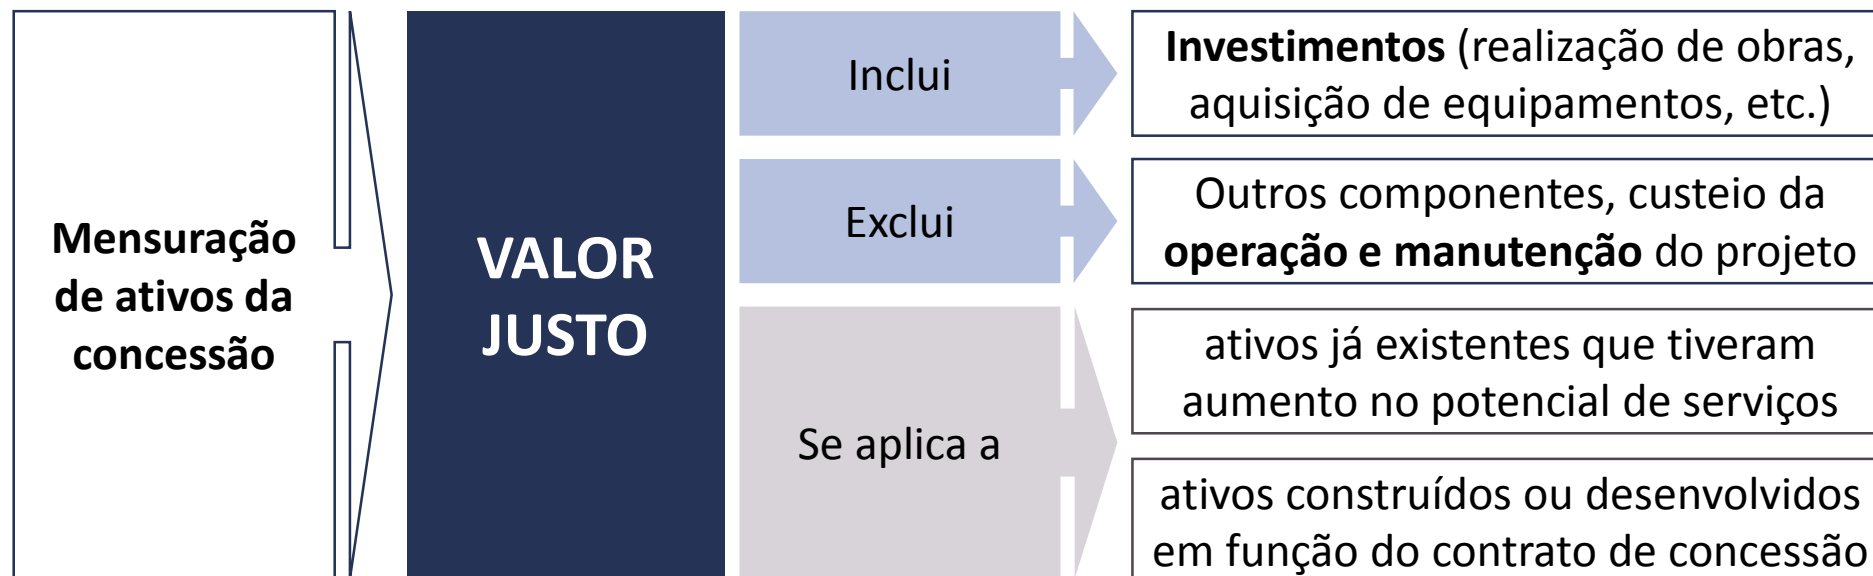 Mensuração
de ativos da
concessão
VALOR
JUSTO
Inclui
Investimentos (realização de obras,
aquisição de equipamentos, etc.)
Exclui
Outros componentes, custeio da
operação e manutenção do projeto
Se aplica a
ativos já existentes que tiveram
aumento no potencial de serviços
ativos construídos ou desenvolvidos
em função do contrato de concessão